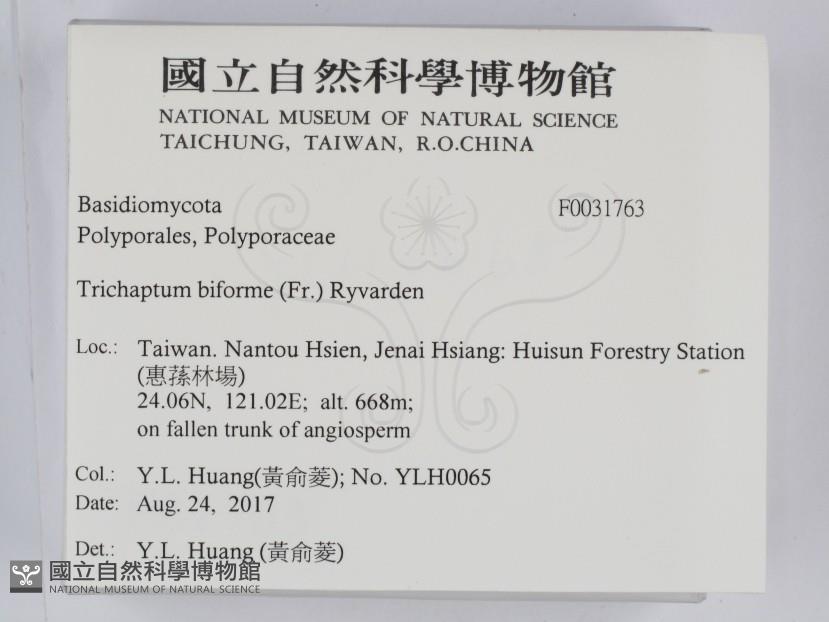 國立自然科學博物館
NATIONAL MUSEUM OF NATURAL SCIENCE
TAICHUNG, TAIWAN, R.O.CHINA
Basidiomycota F0031763
Polyporales, Polyporaceae
Trichaptum biforme (Fr.) Ryvarden
Loc.: Taiwan. Nantou Hsien, Jenai Hsiang: Huisun Forestry Station
(惠蓀林場)
24.06N, 121.02E; alt. 668m;
on fallen trunk of angiosperm
Col.: Y.L. Huang(黃俞菱); No. YLH0065
Date: Aug. 24, 2017
Det.: Y.L. Huang (黃俞菱)
國立自然科學博物館
NATIONAL MUSEUM OF NATURAL SCIENCE